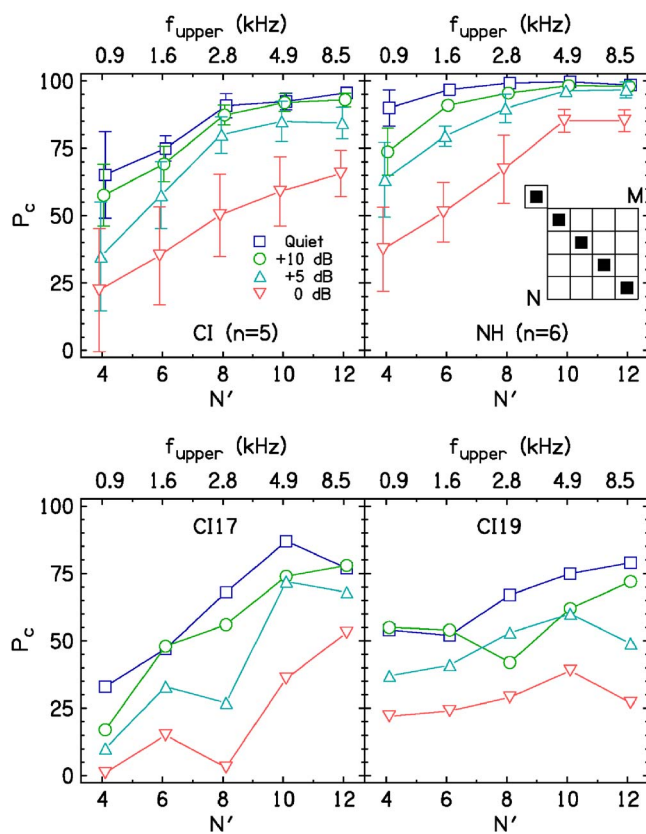 f_upper (kHz) f_upper (kHz)
0.9 1.6 2.8 4.9 8.5 0.9 1.6 2.8 4.9 8.5
100
75
P_c
50
25
0
Quiet
+10 dB
+5 dB
0 dB
CI (n=5)
M
N
NH (n=6)
4 6 8 10 12 4 6 8 10 12
N′ N′
f_upper (kHz) f_upper (kHz)
0.9 1.6 2.8 4.9 8.5 0.9 1.6 2.8 4.9 8.5
100
CI17 CI19
75
P_c
50
25
0
4 6 8 10 12 4 6 8 10 12
N′ N′